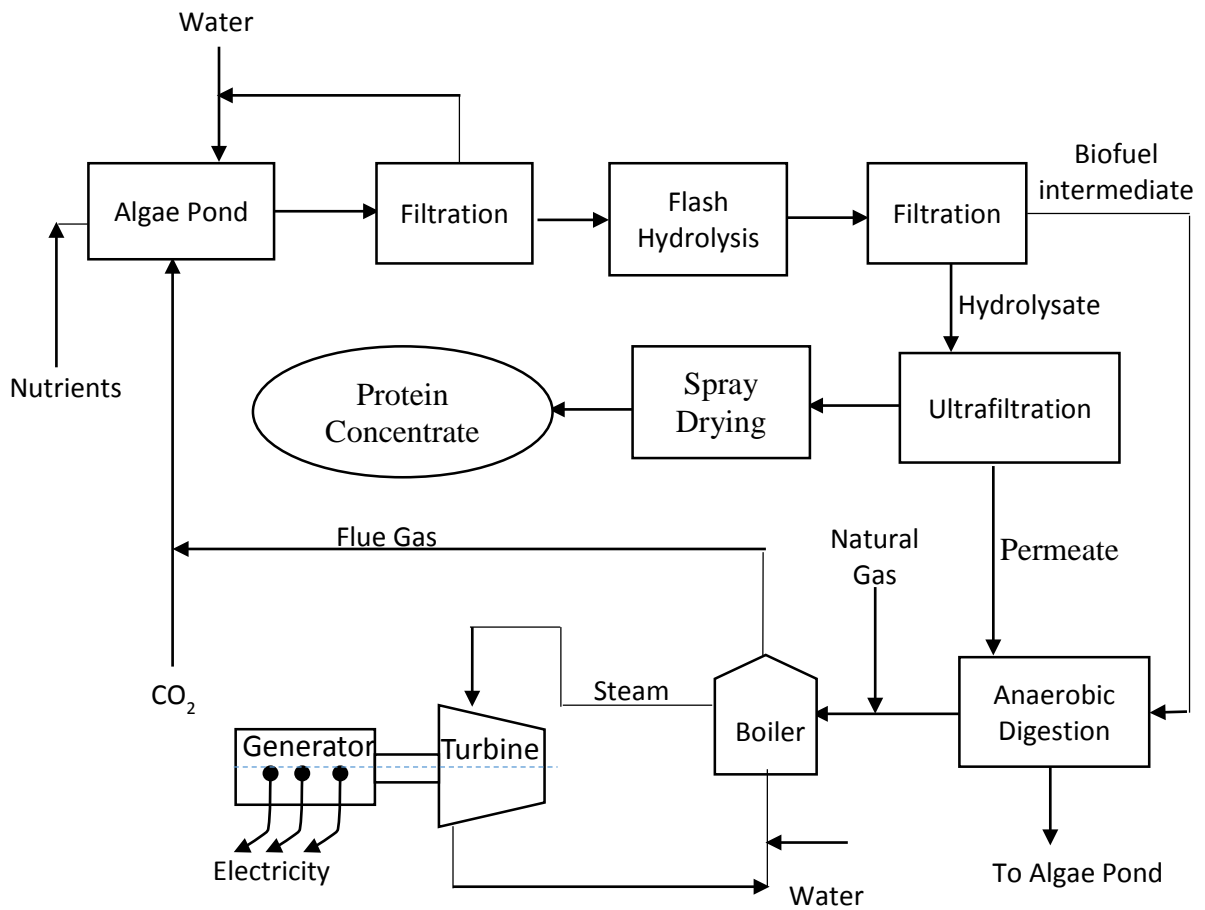 Water
Algae Pond
Filtration
Flash
Hydrolysis
Filtration
Biofuel
intermediate
Hydrolysate
Nutrients
Protein
Concentrate
Spray
Drying
Ultrafiltration
Flue Gas
Natural
Gas
Permeate
CO₂
Steam
Generator
Turbine
Boiler
Anaerobic
Digestion
Electricity
Water
To Algae Pond